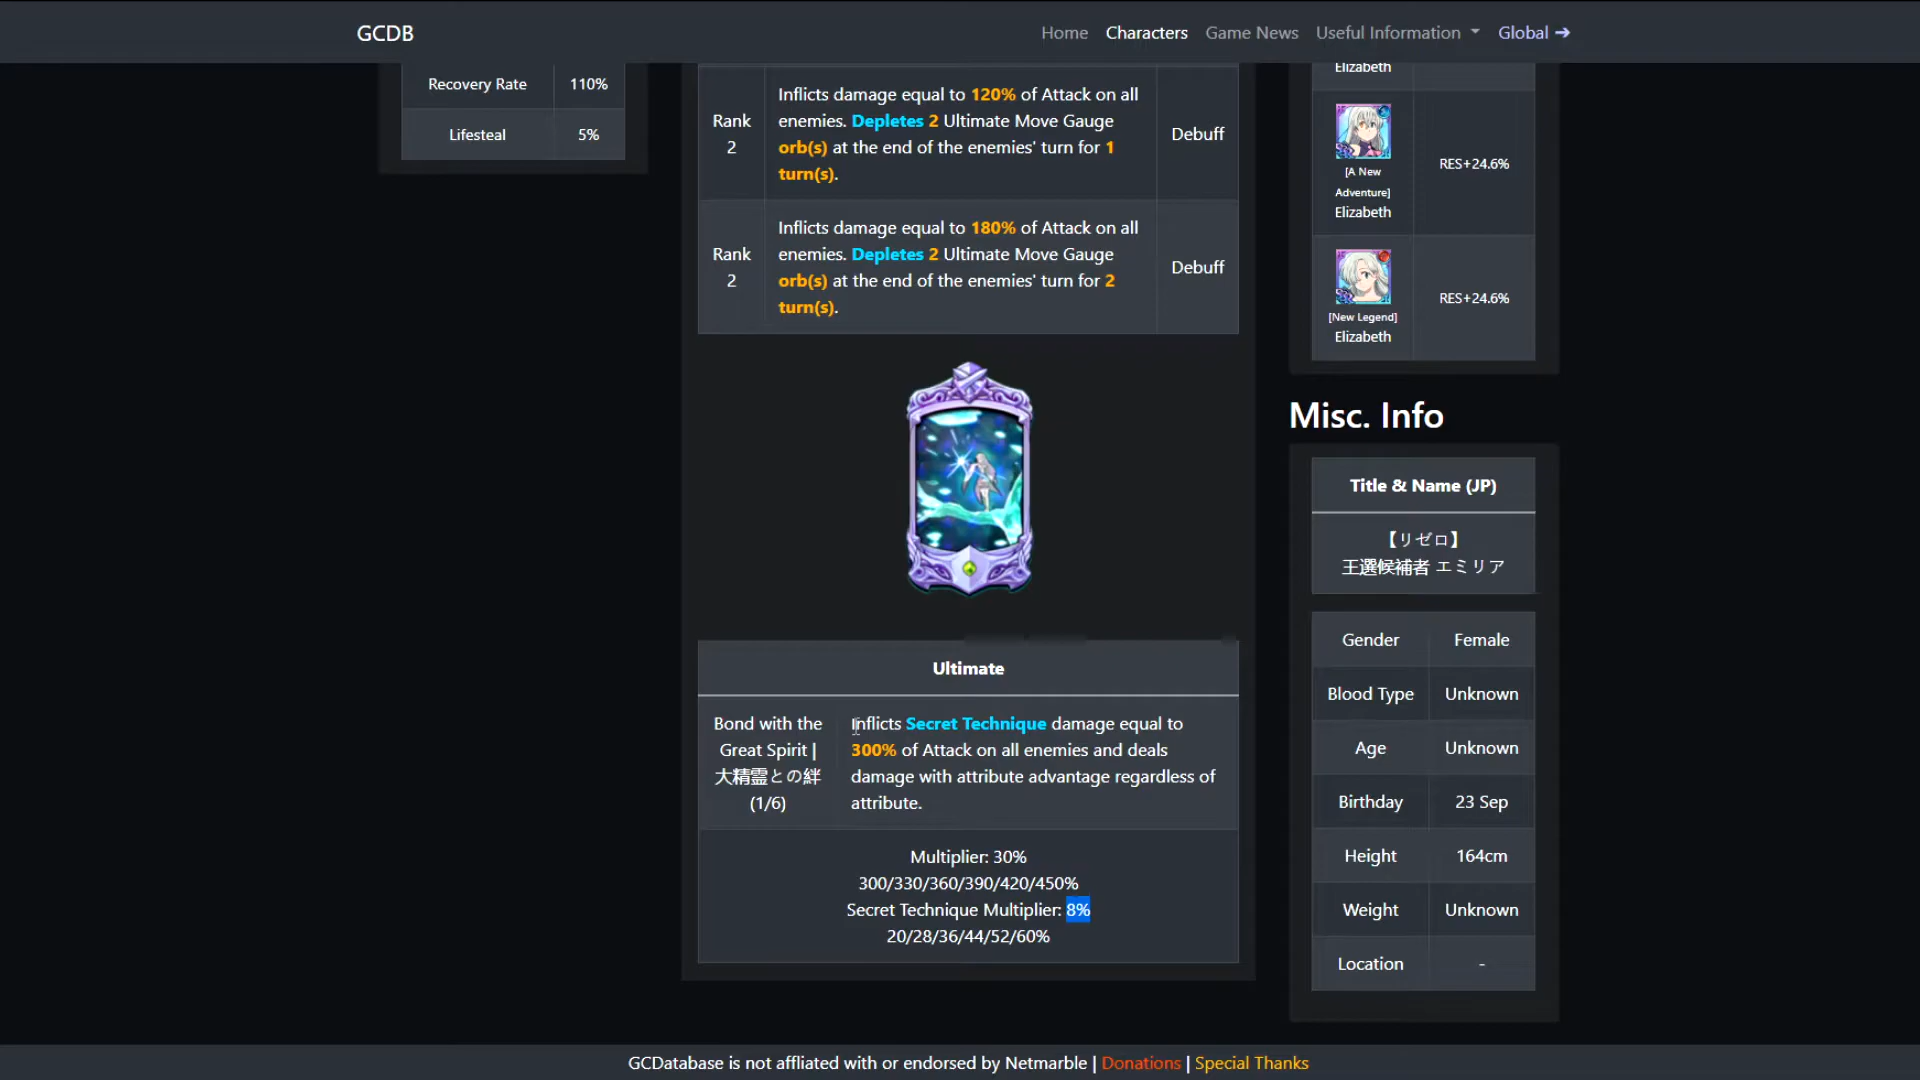 GCDB
Home
Characters
Game News
Useful Information
Global ➔
Recovery Rate
110%
Lifesteal
5%
Rank
2
Inflicts damage equal to 120% of Attack on all
enemies. Depletes 2 Ultimate Move Gauge
orb(s) at the end of the enemies' turn for 1
turn(s).
Debuff
Rank
2
Inflicts damage equal to 180% of Attack on all
enemies. Depletes 2 Ultimate Move Gauge
orb(s) at the end of the enemies' turn for 2
turn(s).
Debuff
Ultimate
Bond with the
Great Spirit |
大精霊との絆
(1/6)
Inflicts Secret Technique damage equal to
300% of Attack on all enemies and deals
damage with attribute advantage regardless of
attribute.
Multiplier: 30%
300/330/360/390/420/450%
Secret Technique Multiplier: 8%
20/28/36/44/52/60%
Elizabeth
SR
[A New
Adventure]
Elizabeth
RES+24.6%
SR
[New Legend]
Elizabeth
RES+24.6%
Misc. Info
Title & Name (JP)
【リゼロ】
王選候補者 エミリア
Gender
Female
Blood Type
Unknown
Age
Unknown
Birthday
23 Sep
Height
164cm
Weight
Unknown
Location
-
GCDatabase is not affliated with or endorsed by Netmarble | Donations | Special Thanks